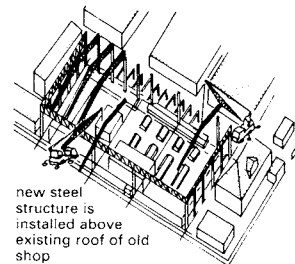 new steel
structure is
installed above
existing roof of old
shop